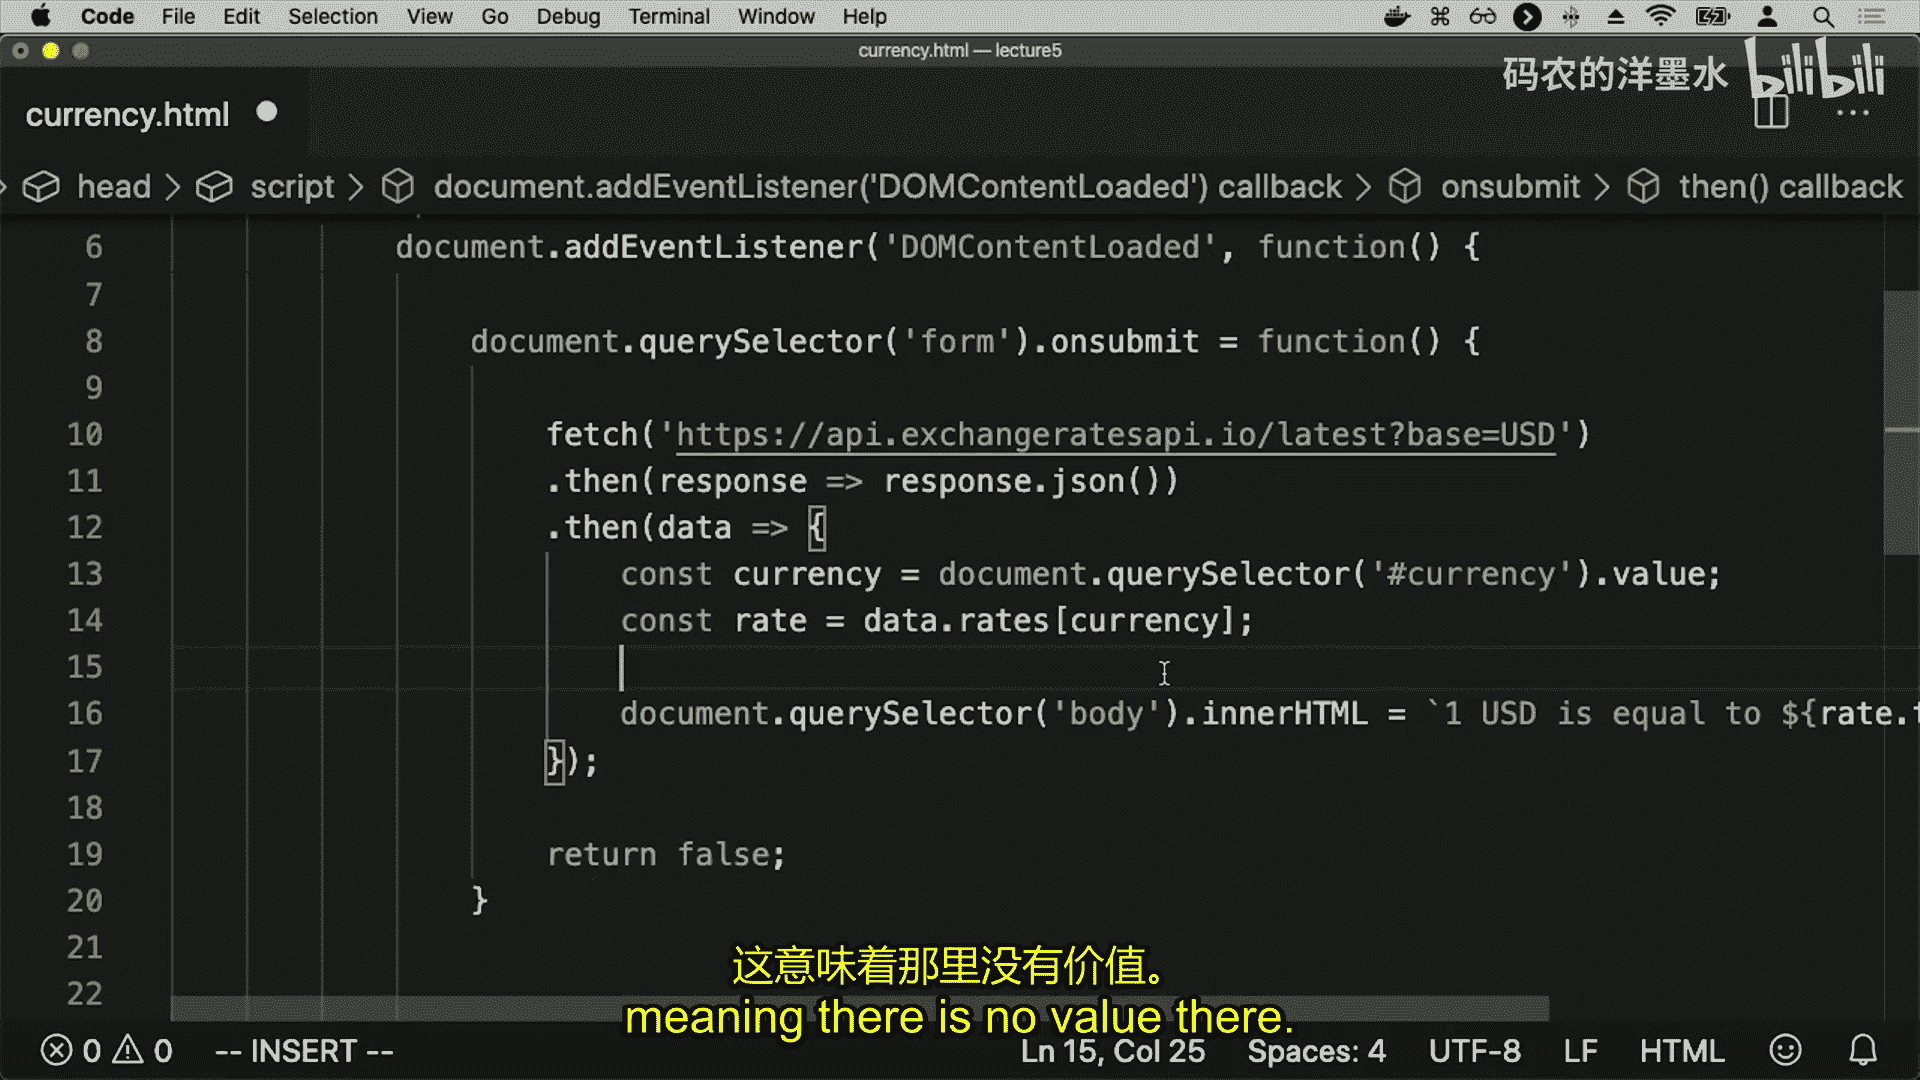 Code File Edit Selection View Go Debug Terminal Window Help
currency.html — lecture5
码农的洋墨水 bilibili
currency.html
head > script > document.addEventListener('DOMContentLoaded') callback > onsubmit > then() callback
6 document.addEventListener('DOMContentLoaded', function() {
7
8 document.querySelector('form').onsubmit = function() {
9
10 fetch('https://api.exchangeratesapi.io/latest?base=USD')
11 .then(response => response.json())
12 .then(data => {
13 const currency = document.querySelector('#currency').value;
14 const rate = data.rates[currency];
15
16 document.querySelector('body').innerHTML = `1 USD is equal to ${rate.
17 });
18
19 return false;
20 }
21
22
这意味着那里没有价值。
meaning there is no value there.
0 0 -- INSERT -- Ln 15, Col 25 Spaces: 4 UTF-8 LF HTML